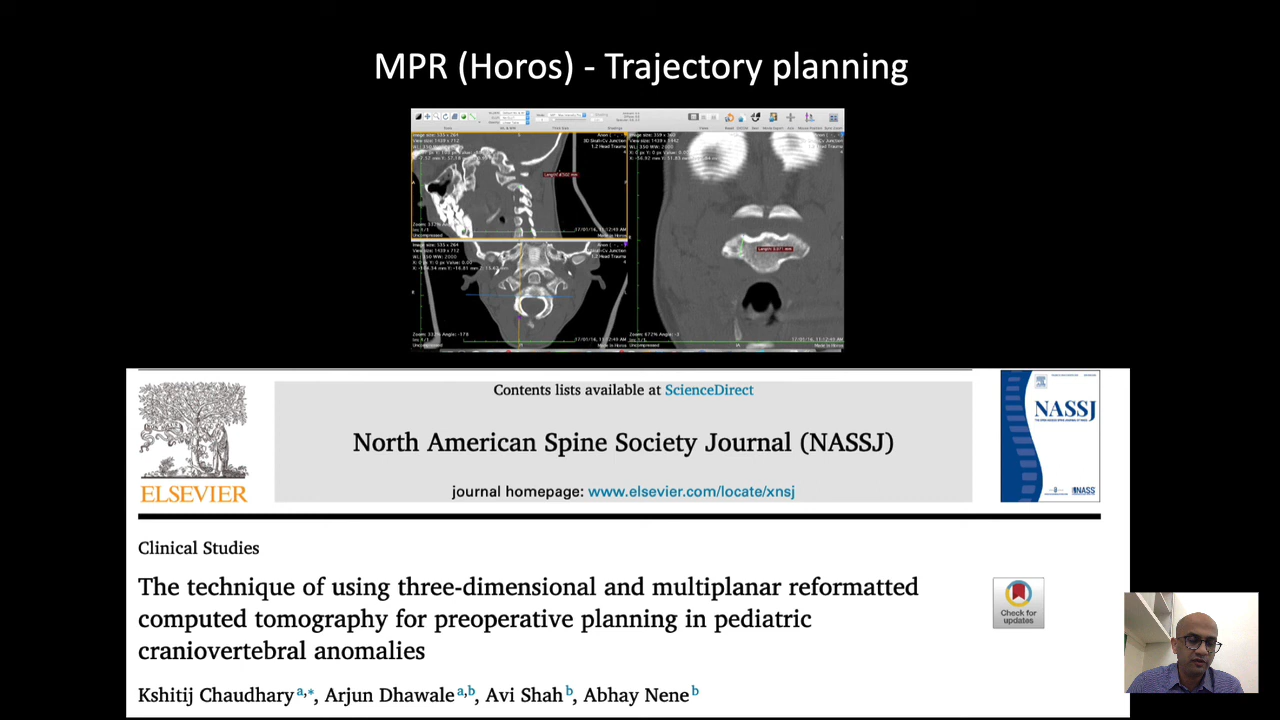 MPR (Horos) - Trajectory planning
Contents lists available at ScienceDirect
North American Spine Society Journal (NASSJ)
journal homepage: www.elsevier.com/locate/xnsj
ELSEVIER
NASSJ
NASS
Clinical Studies
The technique of using three-dimensional and multiplanar reformatted
computed tomography for preoperative planning in pediatric
craniovertebral anomalies
Check for
updates
Kshitij Chaudhary a,*, Arjun Dhawale a,b, Avi Shah b, Abhay Nene b